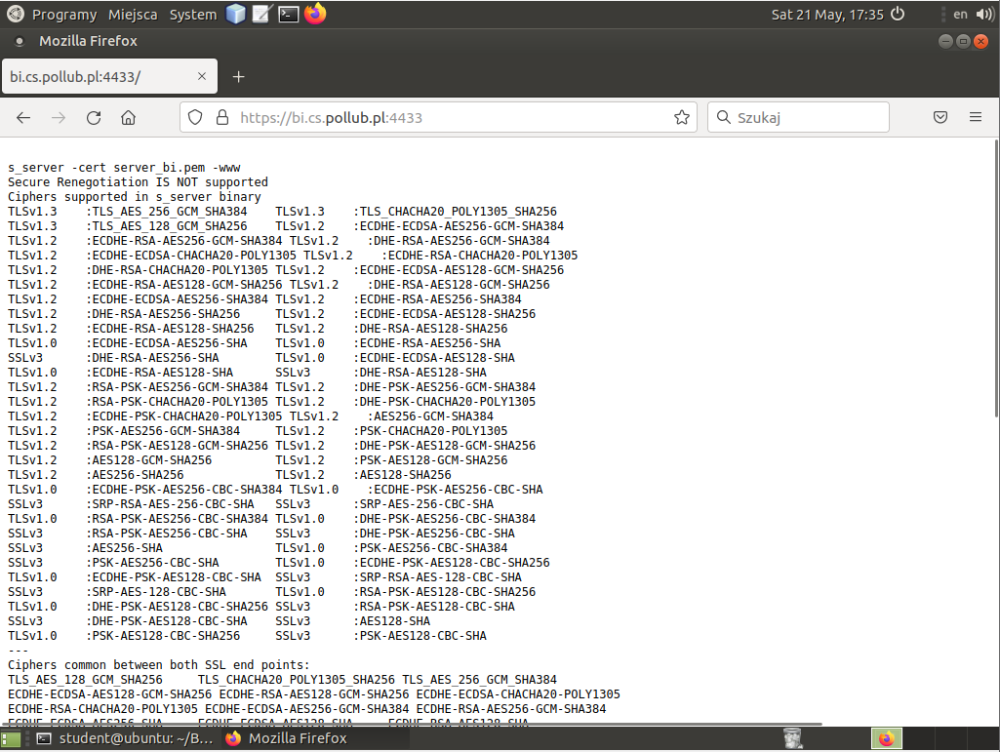 Programy Miejsca System Sat 21 May, 17:35 en
Mozilla Firefox
bi.cs.pollub.pl:4433/
https://bi.cs.pollub.pl:4433 Szukaj
s_server -cert server_bi.pem -www
Secure Renegotiation IS NOT supported
Ciphers supported in s_server binary
TLSv1.3    :TLS_AES_256_GCM_SHA384    TLSv1.3    :TLS_CHACHA20_POLY1305_SHA256
TLSv1.3    :TLS_AES_128_GCM_SHA256    TLSv1.2    :ECDHE-ECDSA-AES256-GCM-SHA384
TLSv1.2    :ECDHE-RSA-AES256-GCM-SHA384 TLSv1.2    :DHE-RSA-AES256-GCM-SHA384
TLSv1.2    :ECDHE-ECDSA-CHACHA20-POLY1305 TLSv1.2    :ECDHE-RSA-CHACHA20-POLY1305
TLSv1.2    :DHE-RSA-CHACHA20-POLY1305 TLSv1.2    :ECDHE-ECDSA-AES128-GCM-SHA256
TLSv1.2    :ECDHE-RSA-AES128-GCM-SHA256 TLSv1.2    :DHE-RSA-AES128-GCM-SHA256
TLSv1.2    :ECDHE-ECDSA-AES256-SHA384 TLSv1.2    :ECDHE-RSA-AES256-SHA384
TLSv1.2    :DHE-RSA-AES256-SHA256     TLSv1.2    :ECDHE-ECDSA-AES128-SHA256
TLSv1.2    :ECDHE-RSA-AES128-SHA256   TLSv1.2    :DHE-RSA-AES128-SHA256
TLSv1.0    :ECDHE-ECDSA-AES256-SHA    TLSv1.0    :ECDHE-RSA-AES256-SHA
SSLv3      :DHE-RSA-AES256-SHA        TLSv1.0    :ECDHE-ECDSA-AES128-SHA
TLSv1.0    :ECDHE-RSA-AES128-SHA      SSLv3      :DHE-RSA-AES128-SHA
TLSv1.2    :RSA-PSK-AES256-GCM-SHA384 TLSv1.2    :DHE-PSK-AES256-GCM-SHA384
TLSv1.2    :RSA-PSK-CHACHA20-POLY1305 TLSv1.2    :DHE-PSK-CHACHA20-POLY1305
TLSv1.2    :ECDHE-PSK-CHACHA20-POLY1305 TLSv1.2    :AES256-GCM-SHA384
TLSv1.2    :PSK-AES256-GCM-SHA384     TLSv1.2    :PSK-CHACHA20-POLY1305
TLSv1.2    :RSA-PSK-AES128-GCM-SHA256 TLSv1.2    :DHE-PSK-AES128-GCM-SHA256
TLSv1.2    :AES128-GCM-SHA256         TLSv1.2    :PSK-AES128-GCM-SHA256
TLSv1.2    :AES256-SHA256             TLSv1.2    :AES128-SHA256
TLSv1.0    :ECDHE-PSK-AES256-CBC-SHA384 TLSv1.0    :ECDHE-PSK-AES256-CBC-SHA
SSLv3      :SRP-RSA-AES-256-CBC-SHA   SSLv3      :SRP-AES-256-CBC-SHA
TLSv1.0    :RSA-PSK-AES256-CBC-SHA384 TLSv1.0    :DHE-PSK-AES256-CBC-SHA384
SSLv3      :RSA-PSK-AES256-CBC-SHA    SSLv3      :DHE-PSK-AES256-CBC-SHA
SSLv3      :AES256-SHA                TLSv1.0    :PSK-AES256-CBC-SHA384
SSLv3      :PSK-AES256-CBC-SHA        TLSv1.0    :ECDHE-PSK-AES128-CBC-SHA256
TLSv1.0    :ECDHE-PSK-AES128-CBC-SHA  SSLv3      :SRP-RSA-AES-128-CBC-SHA
SSLv3      :SRP-AES-128-CBC-SHA       TLSv1.0    :RSA-PSK-AES128-CBC-SHA256
TLSv1.0    :DHE-PSK-AES128-CBC-SHA256 SSLv3      :RSA-PSK-AES128-CBC-SHA
SSLv3      :DHE-PSK-AES128-CBC-SHA    SSLv3      :AES128-SHA
TLSv1.0    :PSK-AES128-CBC-SHA256     SSLv3      :PSK-AES128-CBC-SHA
---
Ciphers common between both SSL end points:
TLS_AES_128_GCM_SHA256     TLS_CHACHA20_POLY1305_SHA256 TLS_AES_256_GCM_SHA384
ECDHE-ECDSA-AES128-GCM-SHA256 ECDHE-RSA-AES128-GCM-SHA256 ECDHE-ECDSA-CHACHA20-POLY1305
ECDHE-RSA-CHACHA20-POLY1305 ECDHE-ECDSA-AES256-GCM-SHA384 ECDHE-RSA-AES256-GCM-SHA384
ECDHE-ECDSA-AES256-SHA     ECDHE-ECDSA-AES128-SHA     ECDHE-RSA-AES128-SHA
student@ubuntu: ~/B... Mozilla Firefox